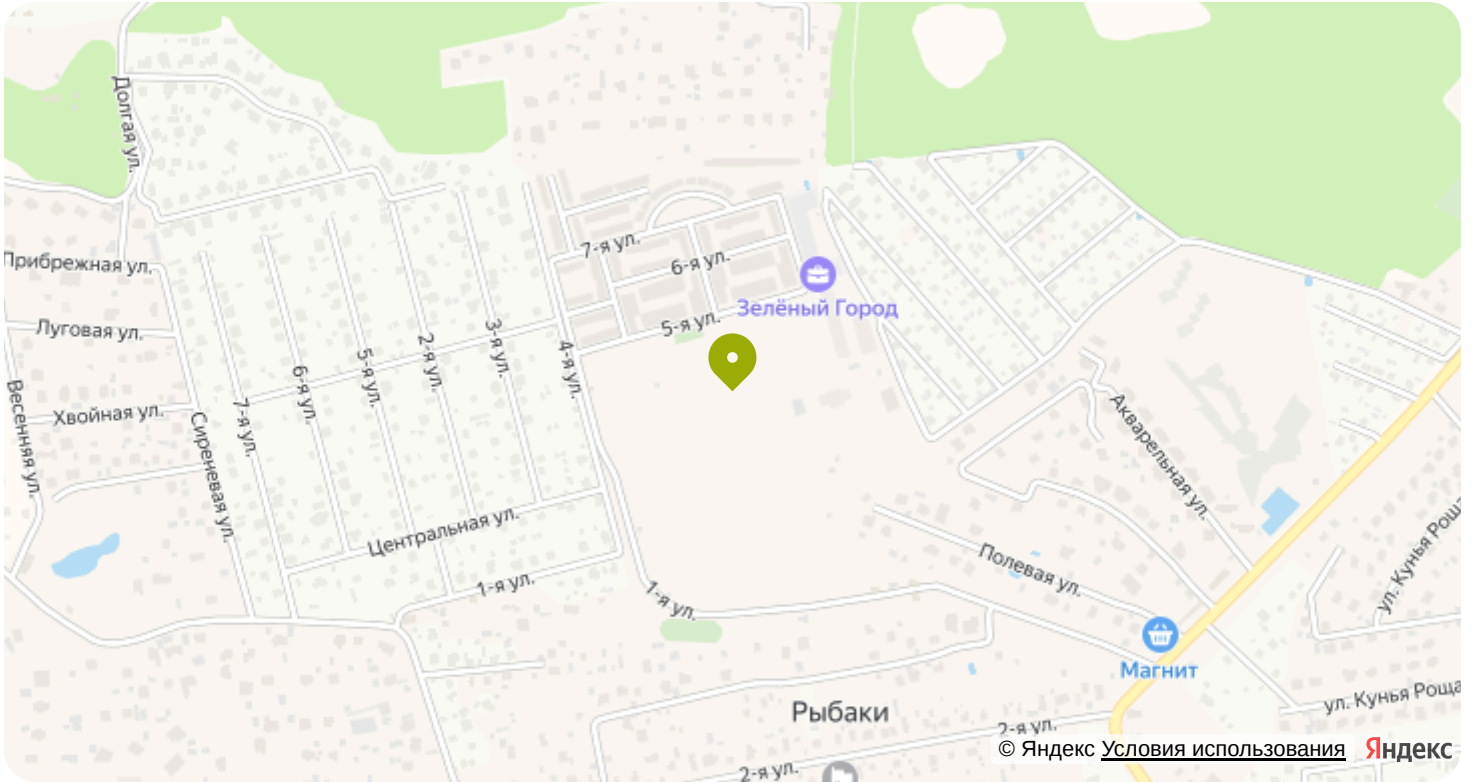 Долгая ул.
Прибрежная ул.
Луговая ул.
Весенняя ул.
Хвойная ул.
Сиреневая ул.
7-я ул.
6-я ул.
5-я ул.
2-я ул.
3-я ул.
4-я ул.
7-я ул.
6-я ул.
5-я ул.
Зелёный Город
Центральная ул.
1-я ул.
1-я ул.
Акварельная ул.
Полевая ул.
Магнит
ул. Кунья Роща
ул. Кунья Роща
Рыбаки
2-я ул.
2-я ул.
© Яндекс Условия использования Яндекс